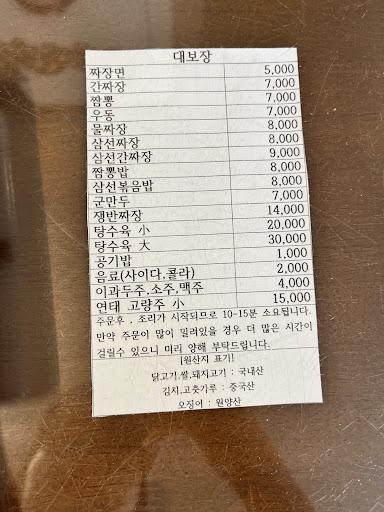 대보장
짜장면 5,000
간짜장 7,000
짬뽕 7,000
우동 7,000
물짜장 8,000
삼선짜장 8,000
삼선간짜장 9,000
짬뽕밥 8,000
삼선볶음밥 8,000
군만두 7,000
쟁반짜장 14,000
탕수육 小 20,000
탕수육 大 30,000
공기밥 1,000
음료(사이다,콜라) 2,000
이과두주,소주,맥주 4,000
연태 고량주 小 15,000
주문후 , 조리가 시작되므로 10-15분 소요됩니다.
만약 주문이 많이 밀려있을 경우 더 많은 시간이
걸릴수 있으니 미리 양해 부탁드립니다.
[원산지 표기]
닭고기,쌀,돼지고기 : 국내산
김치,고춧가루 : 중국산
오징어 : 원양산